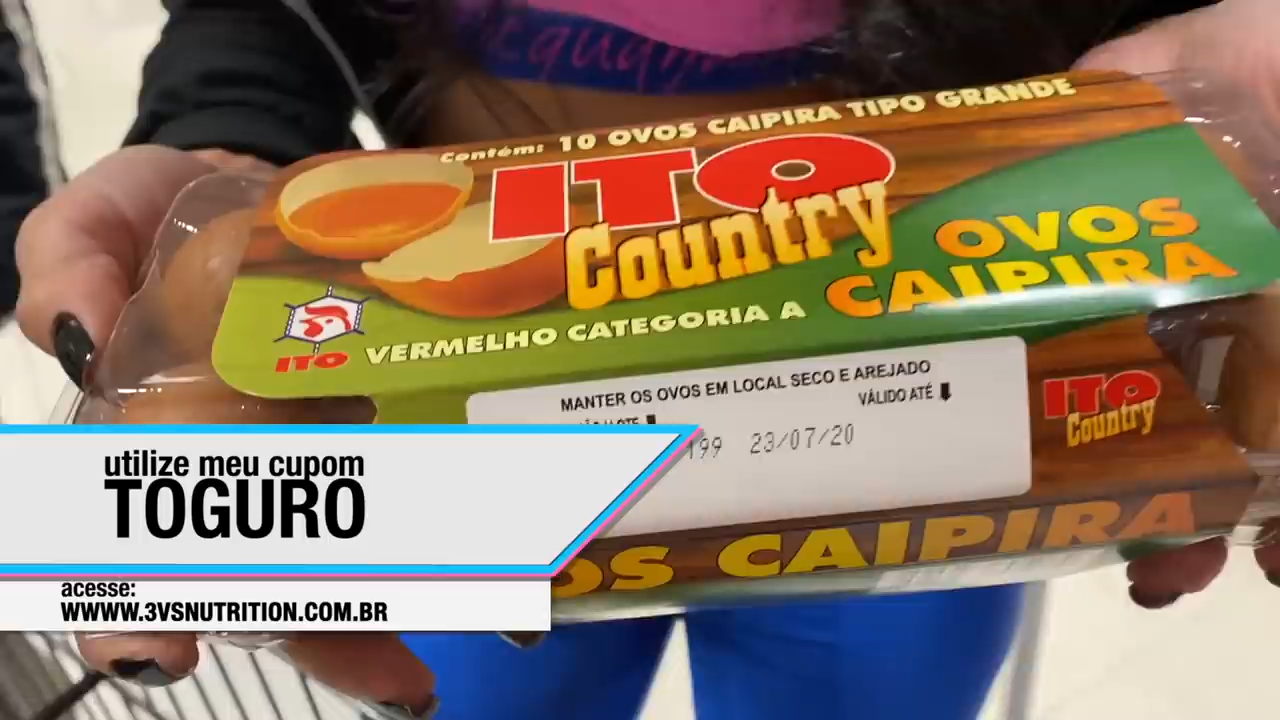 Contém: 10 OVOS CAIPIRA TIPO GRANDE
ITO
Country
OVOS
CAIPIRA
ITO
VERMELHO CATEGORIA A
MANTER OS OVOS EM LOCAL SECO E AREJADO
VÁLIDO ATÉ
199 23/07/20
ITO
Country
OS CAIPIRA
utilize meu cupom
TOGURO
acesse:
WWW.3VSNUTRITION.COM.BR